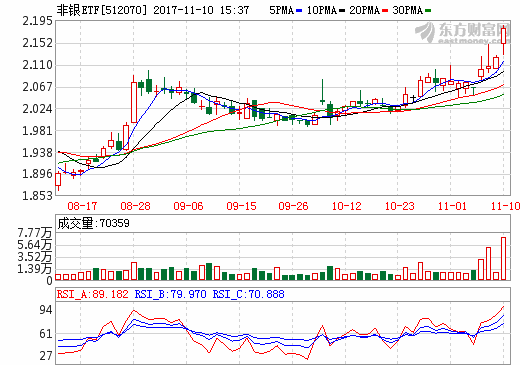 非银ETF[512070] 2017-11-10 15:37 5PMA 10PMA 20PMA 30PMA
东方财富网
eastmoney.com
2.195
2.152
2.110
2.067
2.024
1.981
1.938
1.896
1.853
08-17 08-28 09-06 09-15 09-26 10-12 10-23 11-01 11-10
成交量:70359
7.77万
5.64万
3.52万
1.39万
0
RSI_A:89.182 RSI_B:79.970 RSI_C:70.888
94
61
27